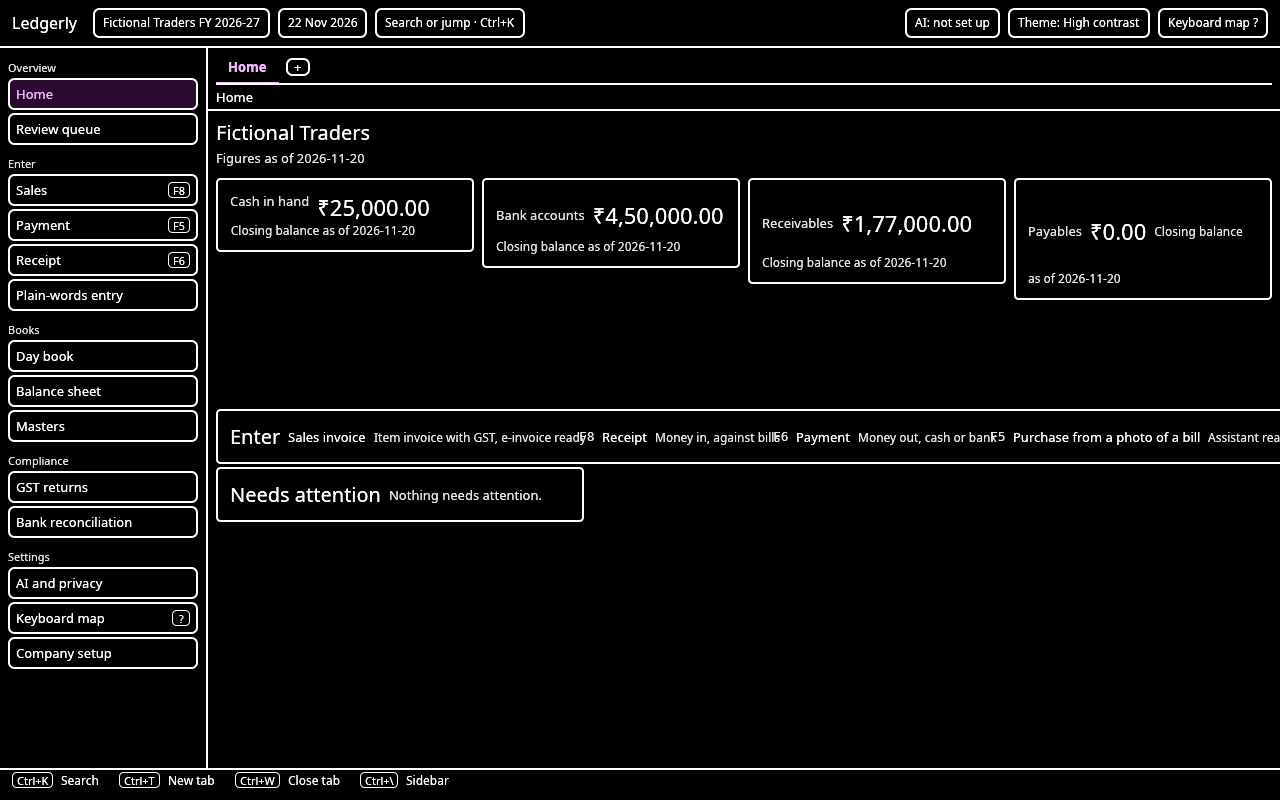 Ledgerly Fictional Traders FY 2026-27 22 Nov 2026 Search or jump · Ctrl+K AI: not set up Theme: High contrast Keyboard map ?
Overview
Home
Review queue
Enter
Sales F8
Payment F5
Receipt F6
Plain-words entry
Books
Day book
Balance sheet
Masters
Compliance
GST returns
Bank reconciliation
Settings
AI and privacy
Keyboard map ?
Company setup
Home +
Home
Fictional Traders
Figures as of 2026-11-20
Cash in hand ₹25,000.00
Closing balance as of 2026-11-20
Bank accounts ₹4,50,000.00
Closing balance as of 2026-11-20
Receivables ₹1,77,000.00
Closing balance as of 2026-11-20
Payables ₹0.00 Closing balance
as of 2026-11-20
Enter Sales invoice Item invoice with GST, e-invoice ready F8 Receipt Money in, against bills F6 Payment Money out, cash or bank F5 Purchase from a photo of a bill Assistant
Needs attention Nothing needs attention.
Ctrl+K Search Ctrl+T New tab Ctrl+W Close tab Ctrl+\ Sidebar